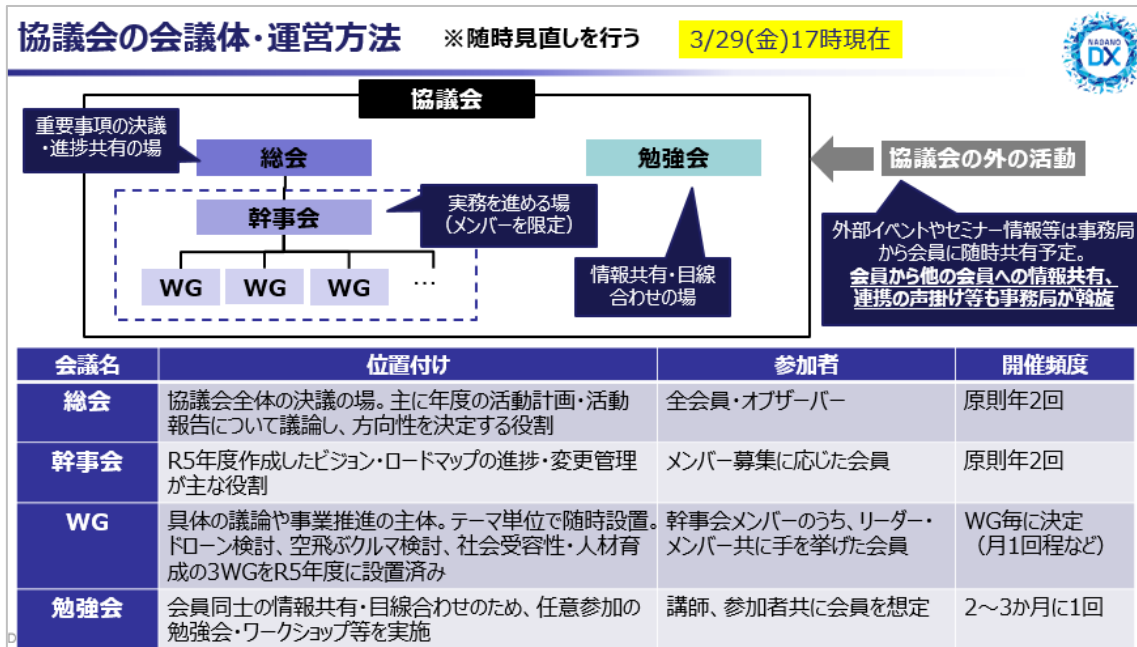 協議会の会議体・運営方法 ※随時見直しを行う 3/29(金)17時現在
NAGANO
DX
協議会
重要事項の決議
・進捗共有の場
総会
勉強会
協議会の外の活動
幹事会
実務を進める場
（メンバーを限定）
WG WG WG …
情報共有・目線
合わせの場
外部イベントやセミナー情報等は事務局
から会員に随時共有予定。
会員から他の会員への情報共有、
連携の声掛け等も事務局が斡旋
会議名 位置付け 参加者 開催頻度
総会 協議会全体の決議の場。主に年度の活動計画・活動 全会員・オブザーバー 原則年2回
報告について議論し、方向性を決定する役割
幹事会 R5年度作成したビジョン・ロードマップの進捗・変更管理 メンバー募集に応じた会員 原則年2回
が主な役割
WG 具体の議論や事業推進の主体。テーマ単位で随時設置。 幹事会メンバーのうち、リーダー・ WG毎に決定
ドローン検討、空飛ぶクルマ検討、社会受容性・人材育 メンバー共に手を挙げた会員 （月1回程など）
成の3WGをR5年度に設置済み
勉強会 会員同士の情報共有・目線合わせのため、任意参加の 講師、参加者共に会員を想定 2～3か月に1回
勉強会・ワークショップ等を実施
D